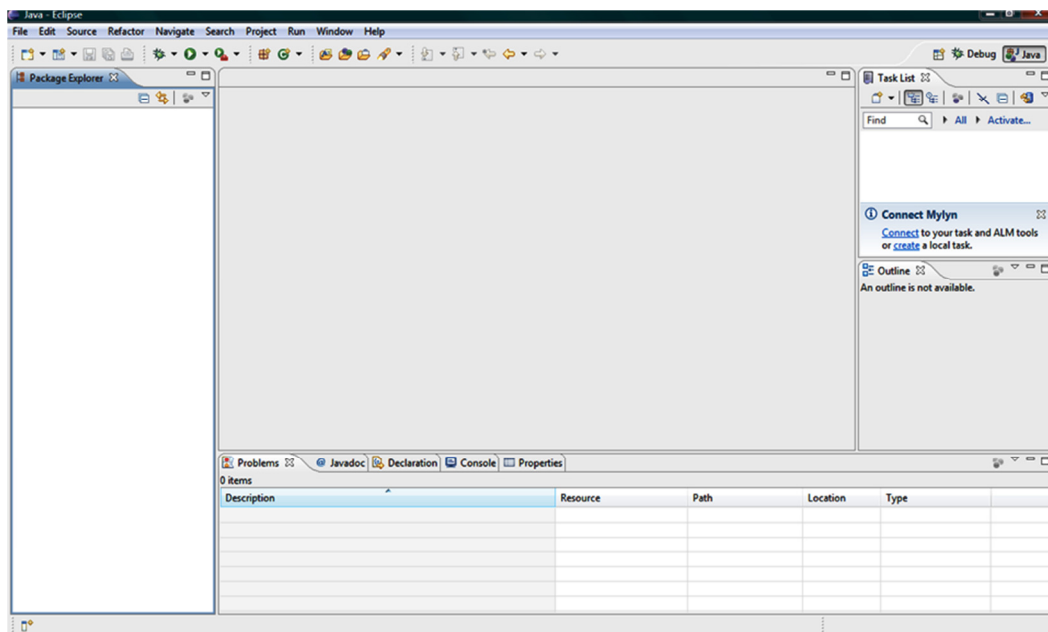 Java - Eclipse
File Edit Source Refactor Navigate Search Project Run Window Help
Debug Java
Package Explorer
Task List
Find All Activate...
Connect Mylyn
Connect to your task and ALM tools
or create a local task.
Outline
An outline is not available.
Problems @ Javadoc Declaration Console Properties
0 items
Description Resource Path Location Type